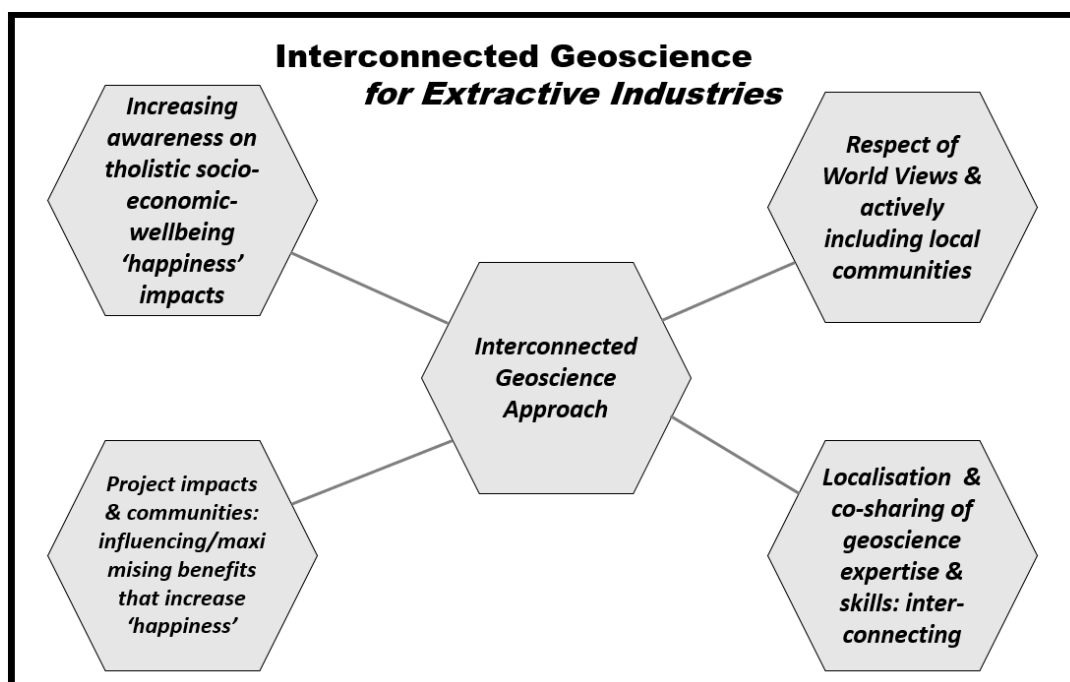 Interconnected Geoscience
for Extractive Industries
Increasing
awareness on
tholistic socio-
economic-
wellbeing
‘happiness’
impacts
Respect of
World Views &
actively
including local
communities
Interconnected
Geoscience
Approach
Project impacts
& communities:
influencing/maxi
mising benefits
that increase
‘happiness’
Localisation &
co-sharing of
geoscience
expertise &
skills: inter-
connecting